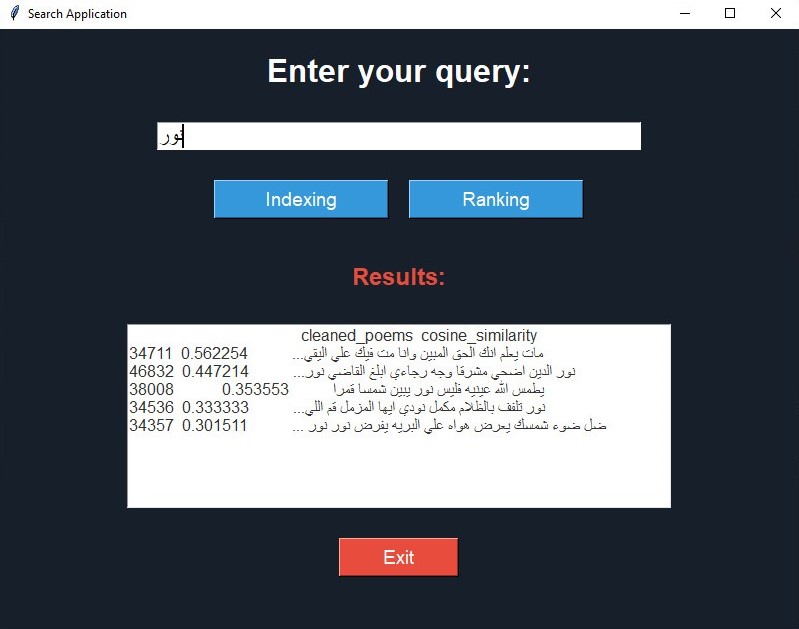 Search Application
Enter your query:
نور
Indexing
Ranking
Results:
cleaned_poems cosine_similarity
34711 0.562254 مات يعلم انك الحق المبين وانا مت فيك علي اليقي...
46832 0.447214 نور الدين اضحي مشرقا وجه رجاءي ابلغ القاضي نور...
38008 0.353553 يطمس الله عينيه فليس نور يبين شمسا قمرا
34536 0.333333 نور تلفف بالظلام مكمل نودي ايها المزمل قم اللي...
34357 0.301511 ضل ضوء شمسك يعرض هواه علي البريه يفرض نور نور ...
Exit